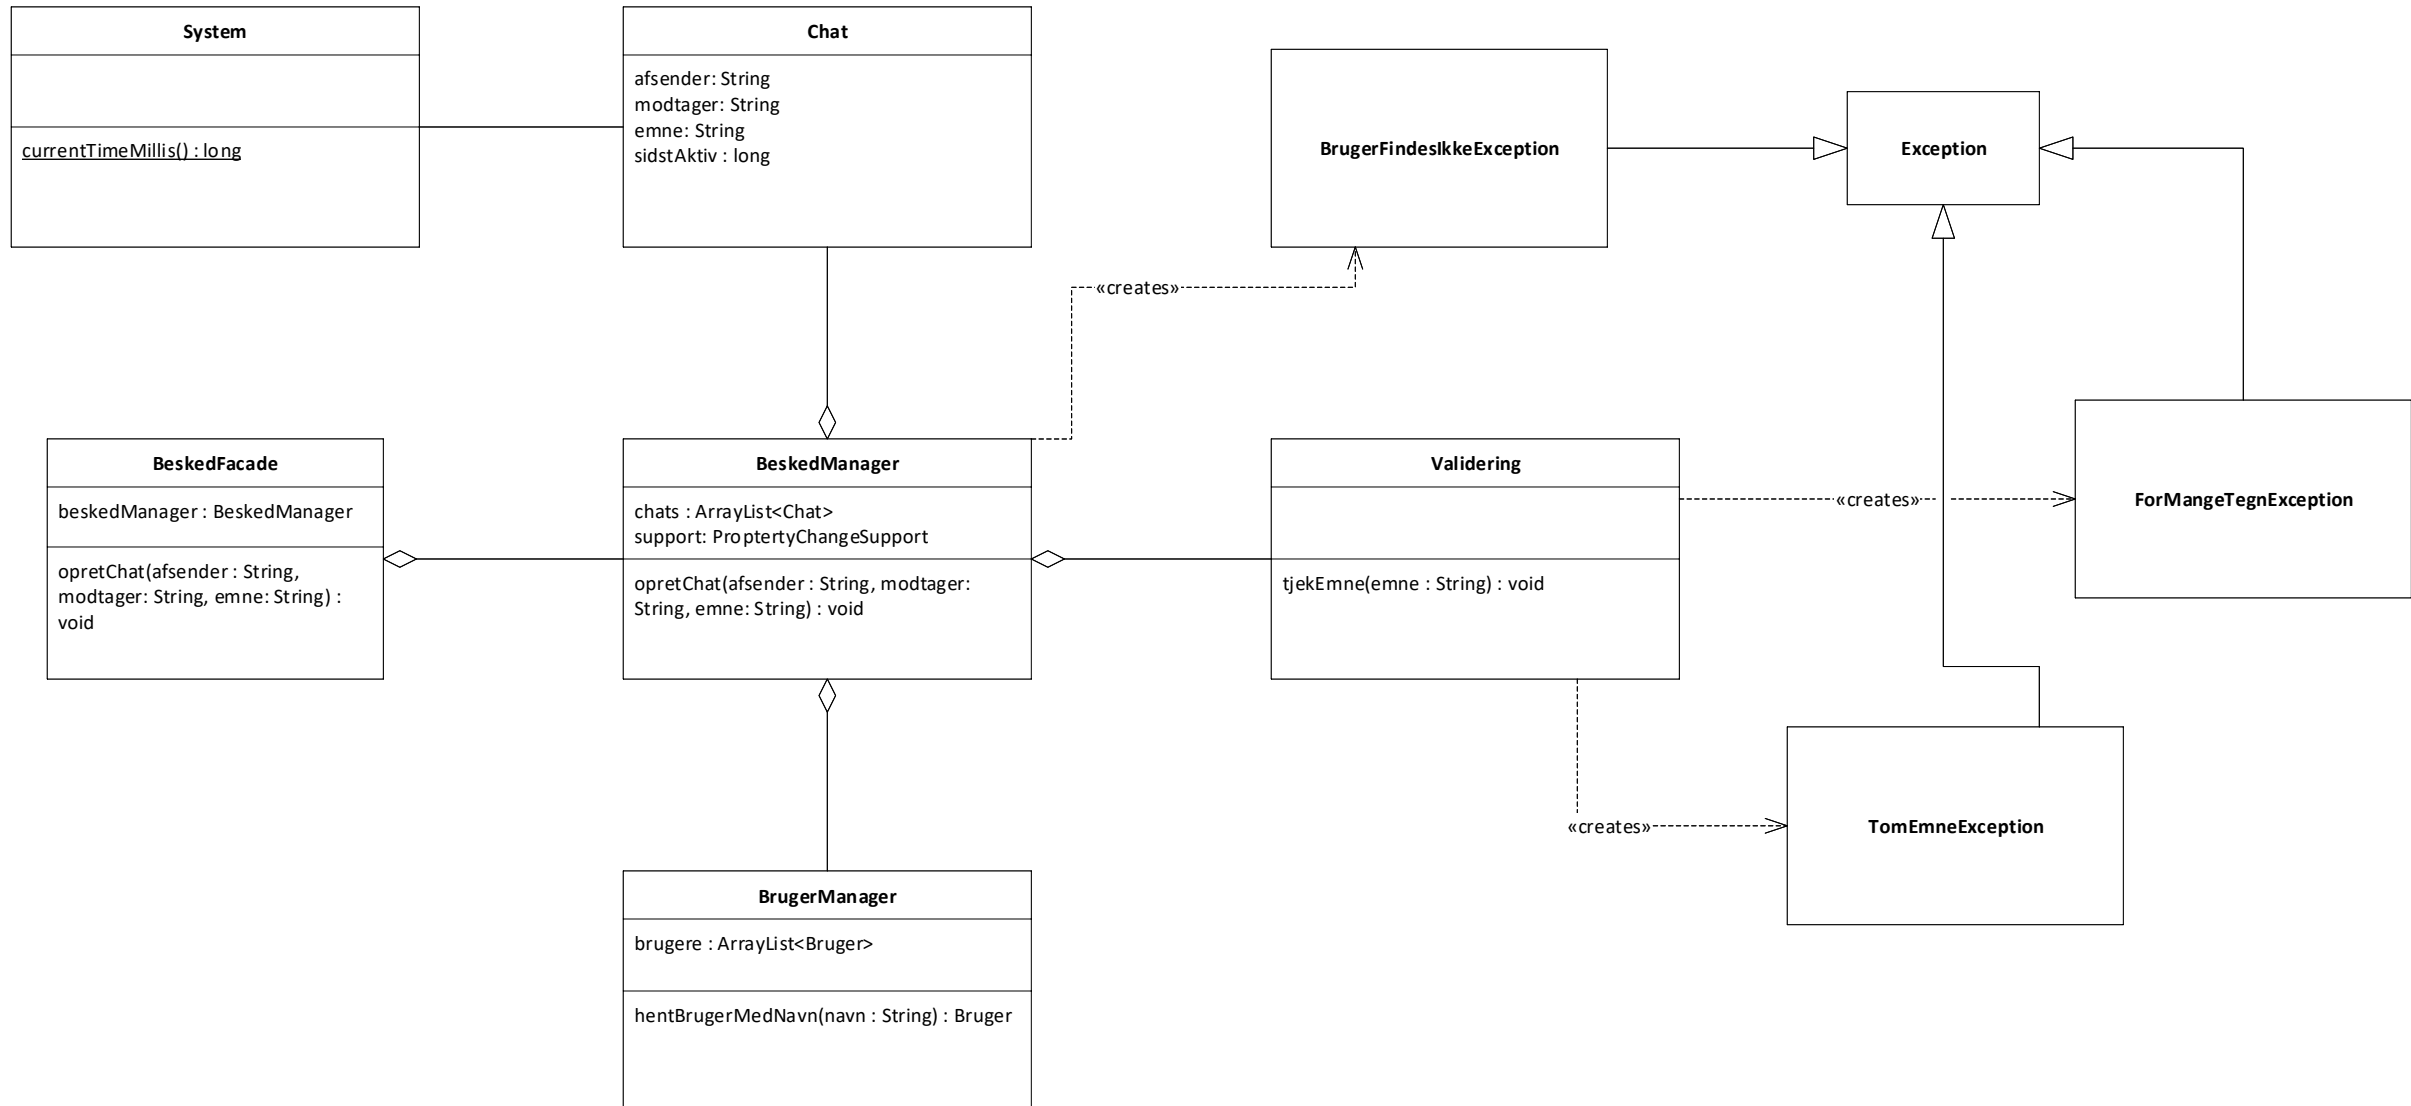 System
currentTimeMillis() : long
Chat
afsender: String
modtager: String
emne: String
sidstAktiv : long
BrugerFindesIkkeException
Exception
«creates»
BeskedFacade
beskedManager : BeskedManager
opretChat(afsender : String,
modtager: String, emne: String) :
void
BeskedManager
chats : ArrayList<Chat>
support: ProptertyChangeSupport
opretChat(afsender : String, modtager:
String, emne: String) : void
Validering
tjekEmne(emne : String) : void
«creates»
ForMangeTegnException
«creates»
TomEmneException
BrugerManager
brugere : ArrayList<Bruger>
hentBrugerMedNavn(navn : String) : Bruger